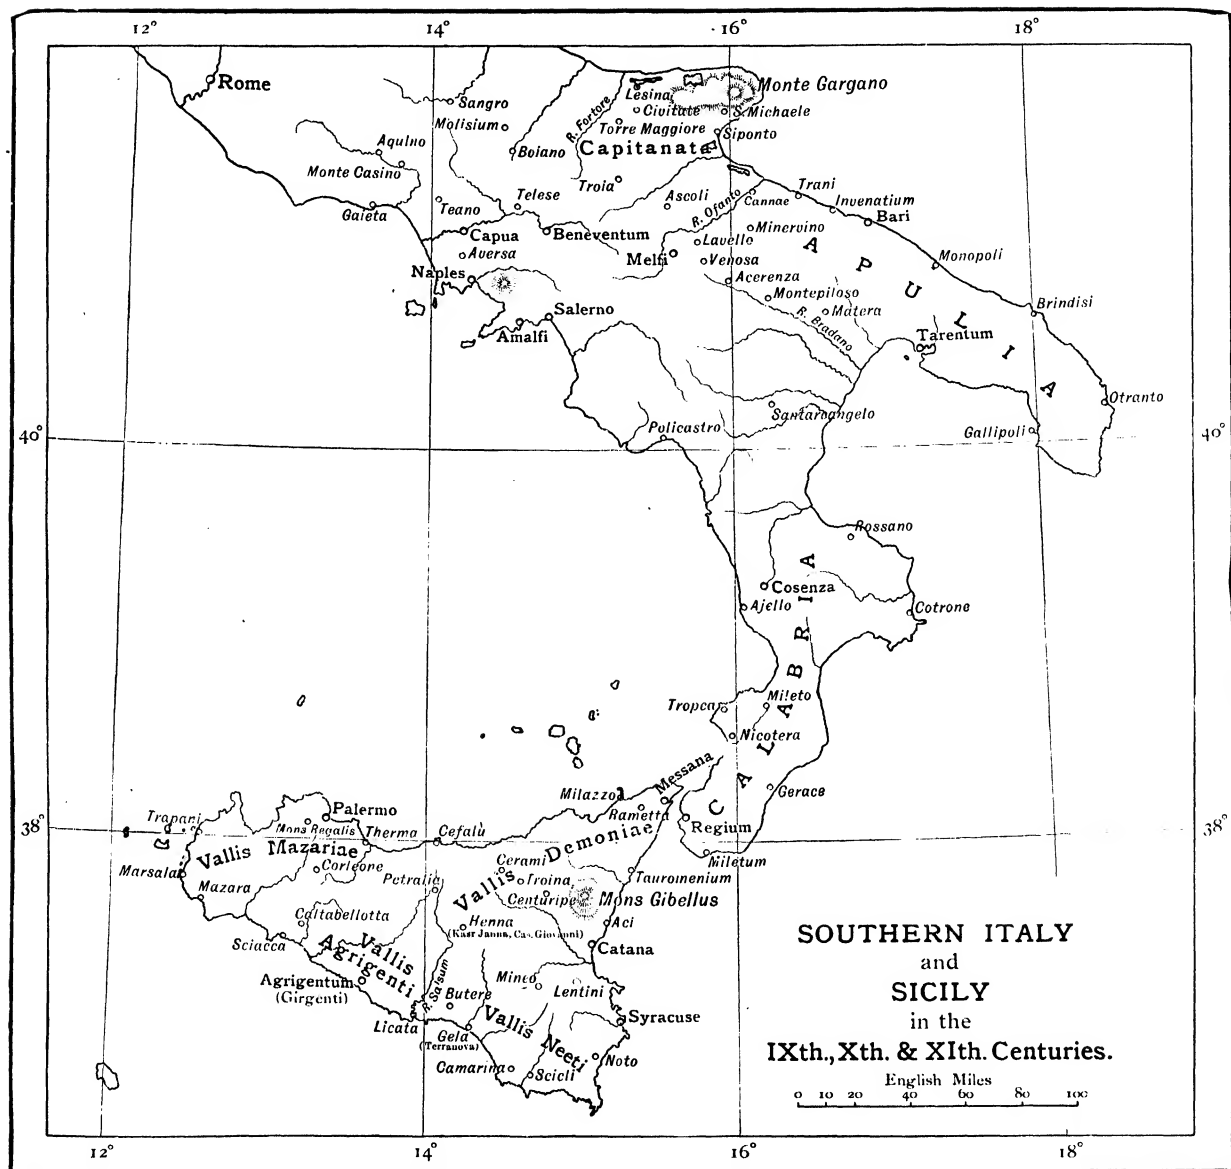 12° 14° 16° 18°
Rome
Sangro
Molisium
Aquino
Monte Casino
Boiano
R. Fortore
Lesina
Civitate
Torre Maggiore
Monte Gargano
S. Michaele
Siponto
Capitanata
Troia
Gaieta
Teano
Telese
Ascoli
R. Ofanto
Cannae
Trani
Invenatium
Bari
Capua
Aversa
Beneventum
Minervino
Lavello
Melfi
Venosa
Acerenza
Montepiloso
Matera
R. Bradano
APULIA
Monopoli
Brindisi
Naples
Salerno
Amalfi
Tarentum
Otranto
Gallipoli
Santarcangelo
Policastro
40° 40°
Rossano
Cosenza
Ajello
Cotrone
CALABRIA
Tropea
Mileto
Nicotera
Gerace
Messana
Milazzo
Rametta
Regium
Miletum
38° 38°
Trapani
Palermo
Mons Regalis
Therma
Cefalù
Vallis Mazariae
Corleone
Marsala
Mazara
Petralia
Cerami
Troina
Centuripe
Vallis Demoniae
Tauromenium
Mons Gibellus
Aci
Catana
Caltabellotta
Sciacca
Vallis
Agrigenti
Henna
(Kasr Janna, Cas. Giovanni)
Agrigentum
(Girgenti)
R. Salsum
Mineo
Lentini
Butera
Licata
Gela
(Terranova)
Vallis Neeti
Syracuse
Noto
Camarina
Scicli
SOUTHERN ITALY
and
SICILY
in the
IXth., Xth. & XIth. Centuries.
English Miles
0 10 20 40 60 80 100
12° 14° 16° 18°